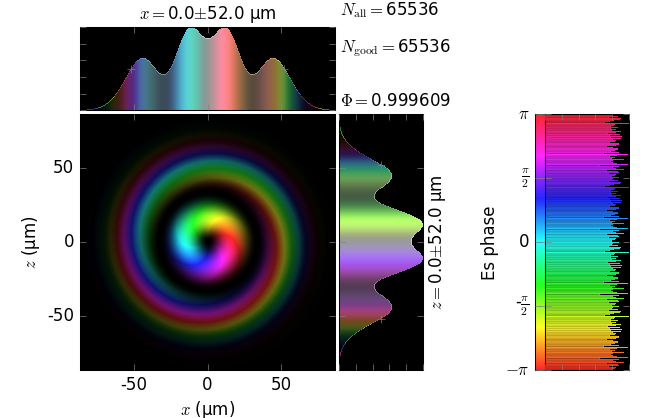 x = 0.0±52.0 µm
N_all = 65536
N_good = 65536
Φ = 0.999609
50
0
-50
z (µm)
-50
0
50
x (µm)
z = 0.0±52.0 µm
Es phase
π
π/2
0
-π/2
−π